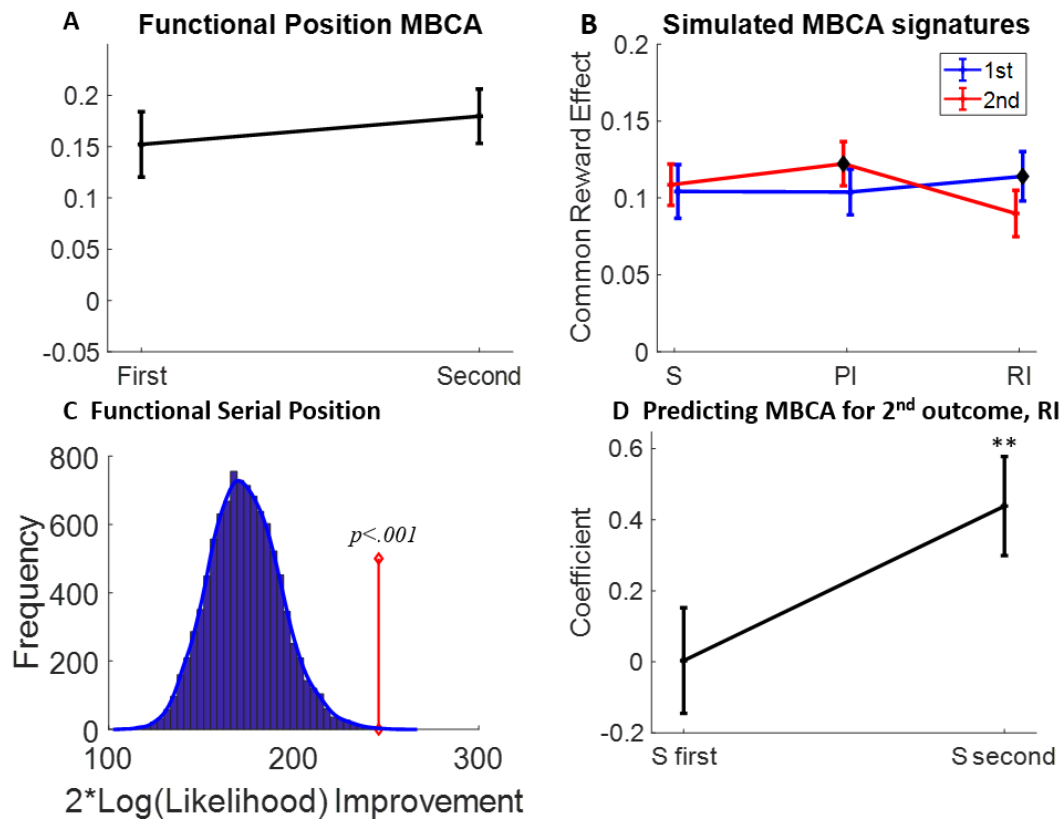 A Functional Position MBCA
0.2
0.15
0.1
0.05
0
-0.05
First Second
B Simulated MBCA signatures
Common Reward Effect
0.2
0.15
0.1
0.05
0
1st
2nd
S PI RI
C Functional Serial Position
Frequency
800
600
400
200
0
p<.001
100 200 300
2*Log(Likelihood) Improvement
D Predicting MBCA for 2nd outcome, RI
Coefficient
0.6
0.4
0.2
0
-0.2
**
S first S second